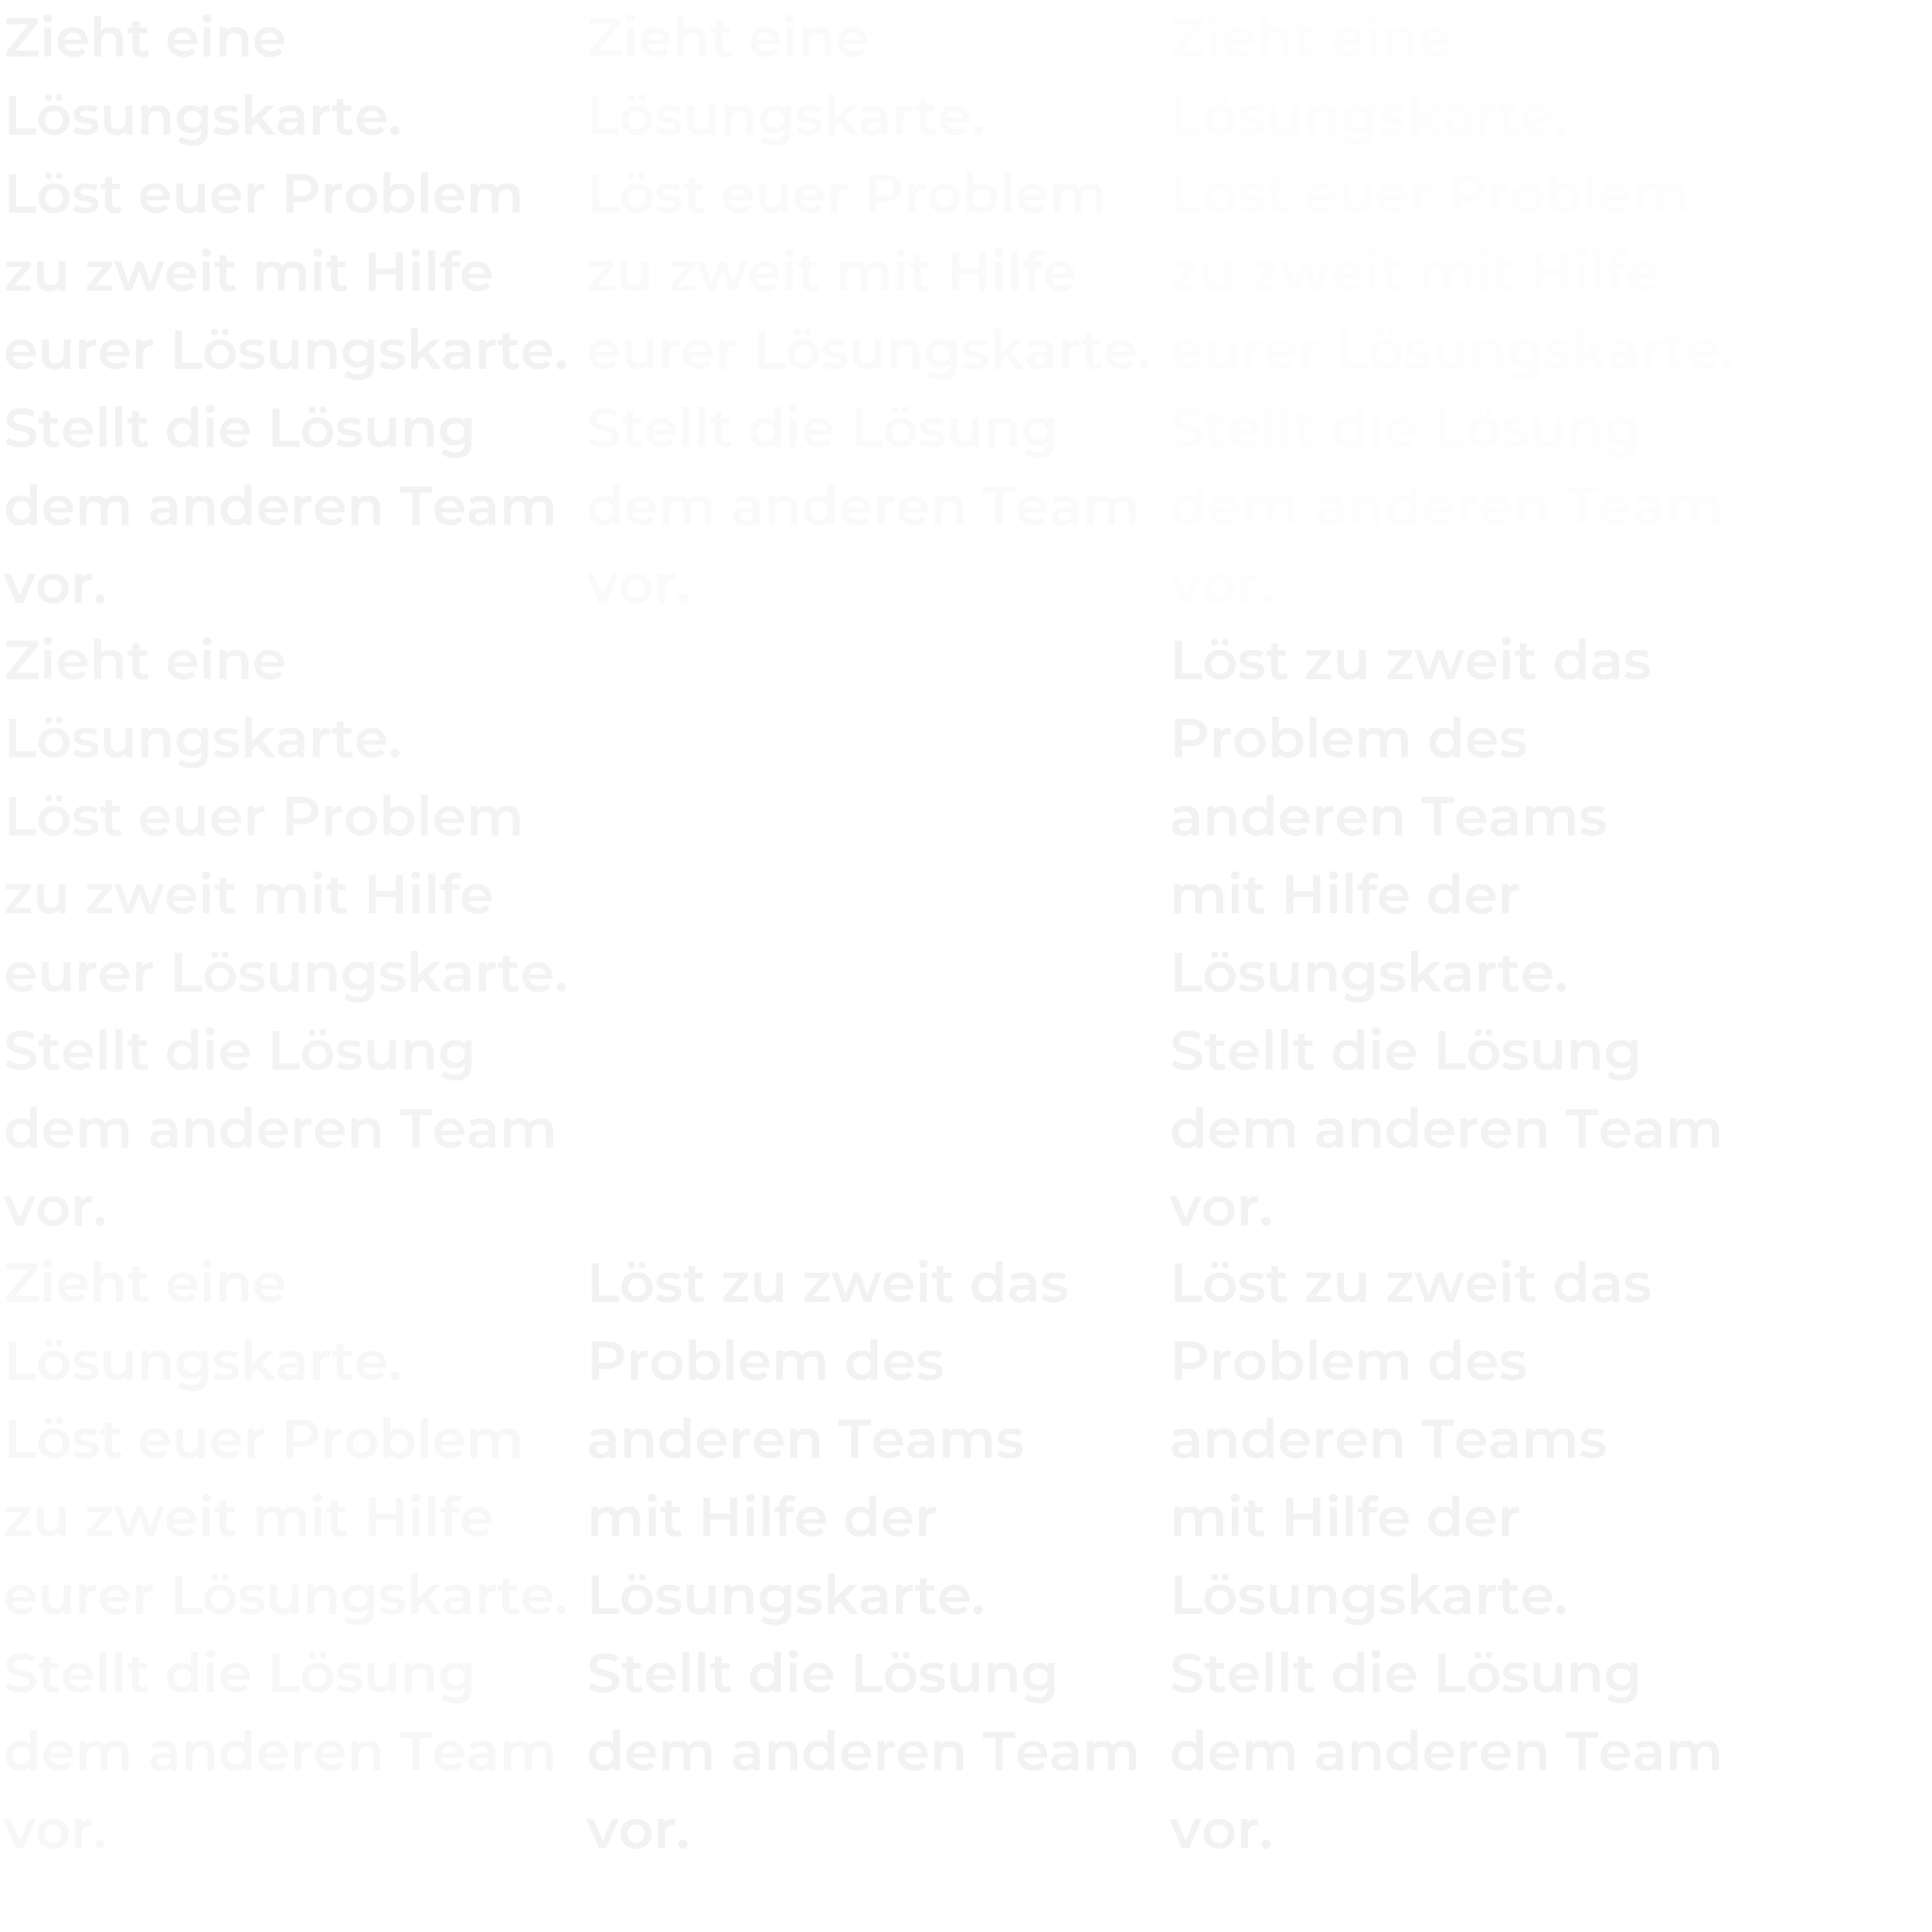 Zieht eine
Lösungskarte.
Löst euer Problem
zu zweit mit Hilfe
eurer Lösungskarte.
Stellt die Lösung
dem anderen Team
vor.
Zieht eine
Lösungskarte.
Löst euer Problem
zu zweit mit Hilfe
eurer Lösungskarte.
Stellt die Lösung
dem anderen Team
vor.
Zieht eine
Lösungskarte.
Löst euer Problem
zu zweit mit Hilfe
eurer Lösungskarte.
Stellt die Lösung
dem anderen Team
vor.
Zieht eine
Lösungskarte.
Löst euer Problem
zu zweit mit Hilfe
eurer Lösungskarte.
Stellt die Lösung
dem anderen Team
vor.
Löst zu zweit das
Problem des
anderen Teams
mit Hilfe der
Lösungskarte.
Stellt die Lösung
dem anderen Team
vor.
Zieht eine
Lösungskarte.
Löst euer Problem
zu zweit mit Hilfe
eurer Lösungskarte.
Stellt die Lösung
dem anderen Team
vor.
Löst zu zweit das
Problem des
anderen Teams
mit Hilfe der
Lösungskarte.
Stellt die Lösung
dem anderen Team
vor.
Löst zu zweit das
Problem des
anderen Teams
mit Hilfe der
Lösungskarte.
Stellt die Lösung
dem anderen Team
vor.